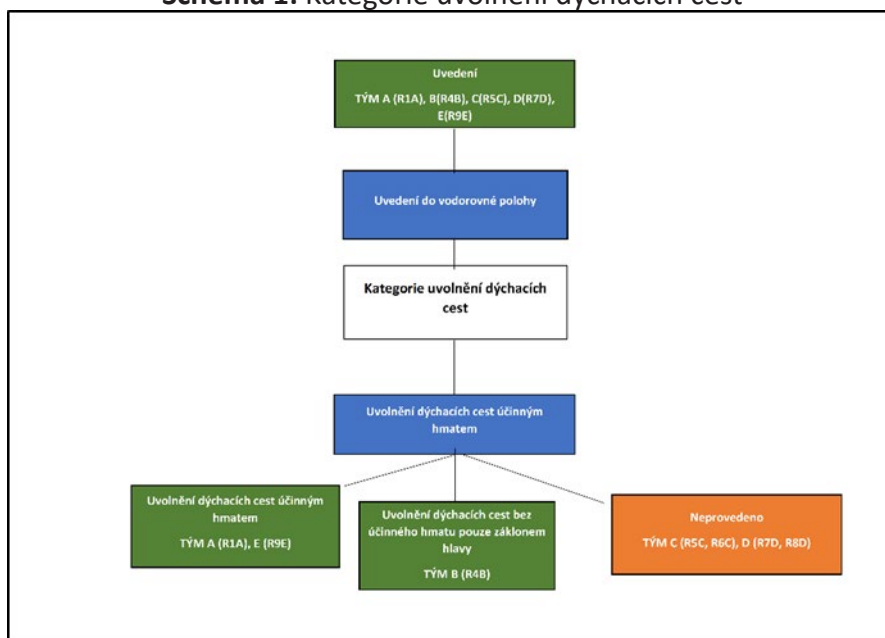 Schéma 1: Kategorie uvolnění dýchacích cest
Uvedení
TÝM A (R1A), B(R4B), C(R5C), D(R7D),
E(R9E)
Uvedení do vodorovné polohy
Kategorie uvolnění dýchacích
cest
Uvolnění dýchacích cest účinným
hmatem
Uvolnění dýchacích cest účinným
hmatem
TÝM A (R1A), E (R9E)
Uvolnění dýchacích cest bez
účinného hmatu pouze záklonem
hlavy
TÝM B (R4B)
Neprovedeno
TÝM C (R5C, R6C), D (R7D, R8D)